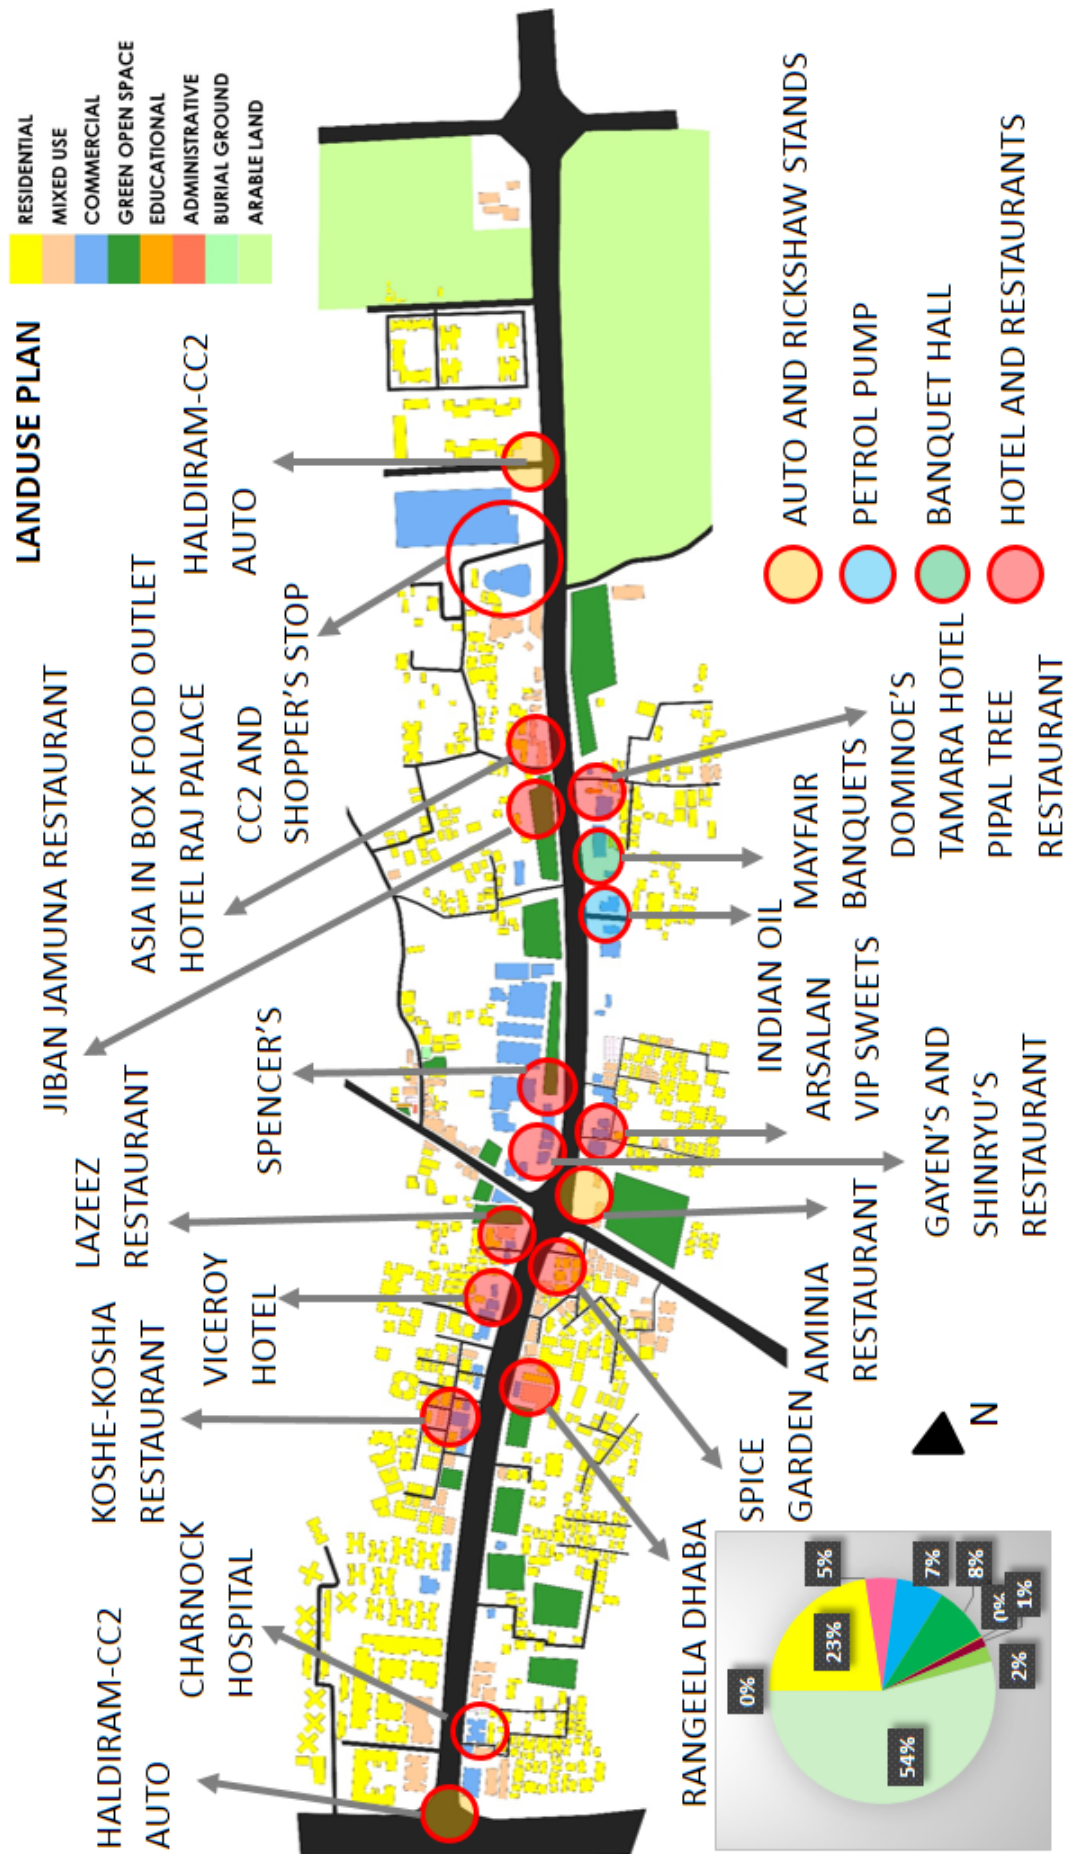 LANDUSE PLAN
RESIDENTIAL
MIXED USE
COMMERCIAL
GREEN OPEN SPACE
EDUCATIONAL
ADMINISTRATIVE
BURIAL GROUND
ARABLE LAND
HALDIRAM-CC2
AUTO
CHARNOCK
HOSPITAL
KOSHE-KOSHA
RESTAURANT
VICEROY
HOTEL
LAZEEZ
RESTAURANT
SPENCER'S
JIBAN JAMUNA RESTAURANT
ASIA IN BOX FOOD OUTLET
HOTEL RAJ PALACE
CC2 AND
SHOPPER'S STOP
HALDIRAM-CC2
AUTO
RANGEELA DHABA
SPICE
GARDEN
AMINIA
RESTAURANT
GAYEN'S AND
SHINRYU'S
RESTAURANT
ARSALAN
VIP SWEETS
INDIAN OIL
MAYFAIR
BANQUETS
DOMINOE'S
TAMARA HOTEL
PIPAL TREE
RESTAURANT
AUTO AND RICKSHAW STANDS
PETROL PUMP
BANQUET HALL
HOTEL AND RESTAURANTS
N
0%
23%
5%
7%
8%
0%
1%
2%
54%